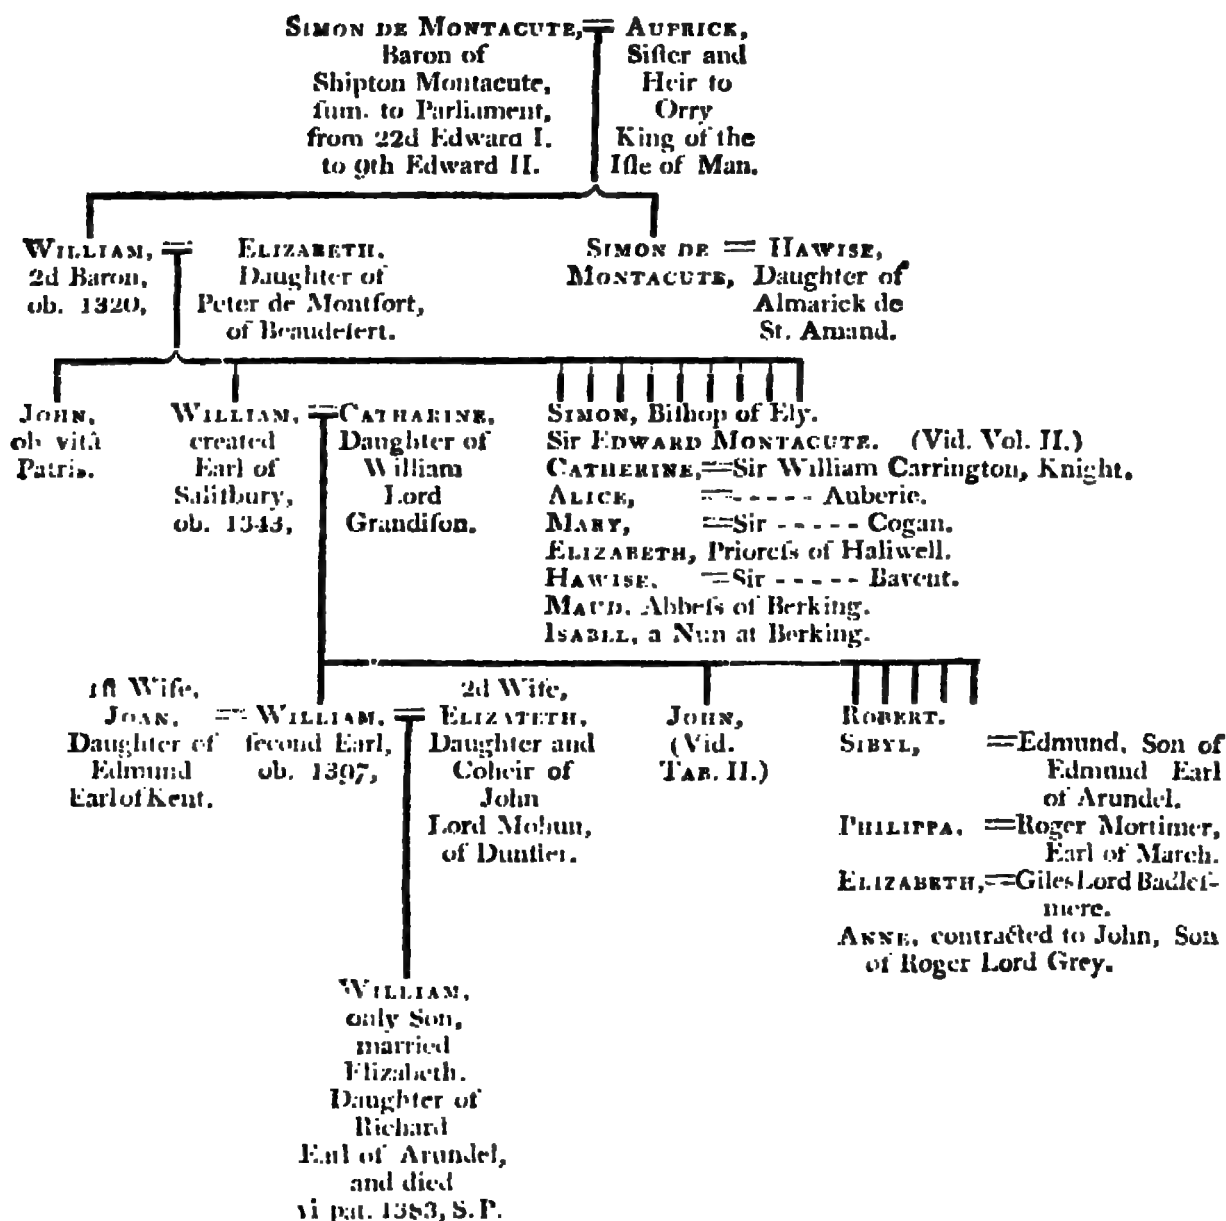 SIMON DE MONTACUTE,
Baron of
Shipton Montacute,
ſum. to Parliament,
from 22d Edward I.
to 9th Edward II.
= AUFRICK,
Siſter and
Heir to
Orry
King of the
Iſle of Man.
WILLIAM,
2d Baron,
ob. 1320,
= ELIZABETH.
Daughter of
Peter de Montfort,
of Beaudeſert.
SIMON DE
MONTACUTE,
= HAWISE,
Daughter of
Almarick de
St. Amand.
JOHN,
ob vitâ
Patris.
WILLIAM,
created
Earl of
Saliſbury,
ob. 1343,
= CATHARINE,
Daughter of
William
Lord
Grandiſon.
SIMON, Biſhop of Ely.
Sir EDWARD MONTACUTE. (Vid. Vol. II.)
CATHERINE,=Sir William Carrington, Knight.
ALICE, =----- Auberie.
MARY, =Sir ----- Cogan.
ELIZABETH, Prioreſs of Haliwell.
HAWISE. =Sir ----- Bavent.
MAUD. Abbeſs of Berking.
ISABLL, a Nun at Berking.
1ſt Wife,
JOAN,
Daughter of
Edmund
Earl of Kent.
= WILLIAM,
ſecond Earl,
ob. 1397,
2d Wife,
= ELIZATETH,
Daughter and
Coheir of
John
Lord Mohun,
of Dunſter.
JOHN,
(Vid.
TAB. II.)
ROBERT.
SIBYL, =Edmund, Son of
Edmund Earl
of Arundel.
PHILIPPA. =Roger Mortimer,
Earl of March.
ELIZABETH,=Giles Lord Badleſ-
mere.
ANNE, contracted to John, Son
of Roger Lord Grey.
WILLIAM,
only Son,
married
Elizabeth.
Daughter of
Richard
Earl of Arundel,
and died
vi pat. 1383, S.P.